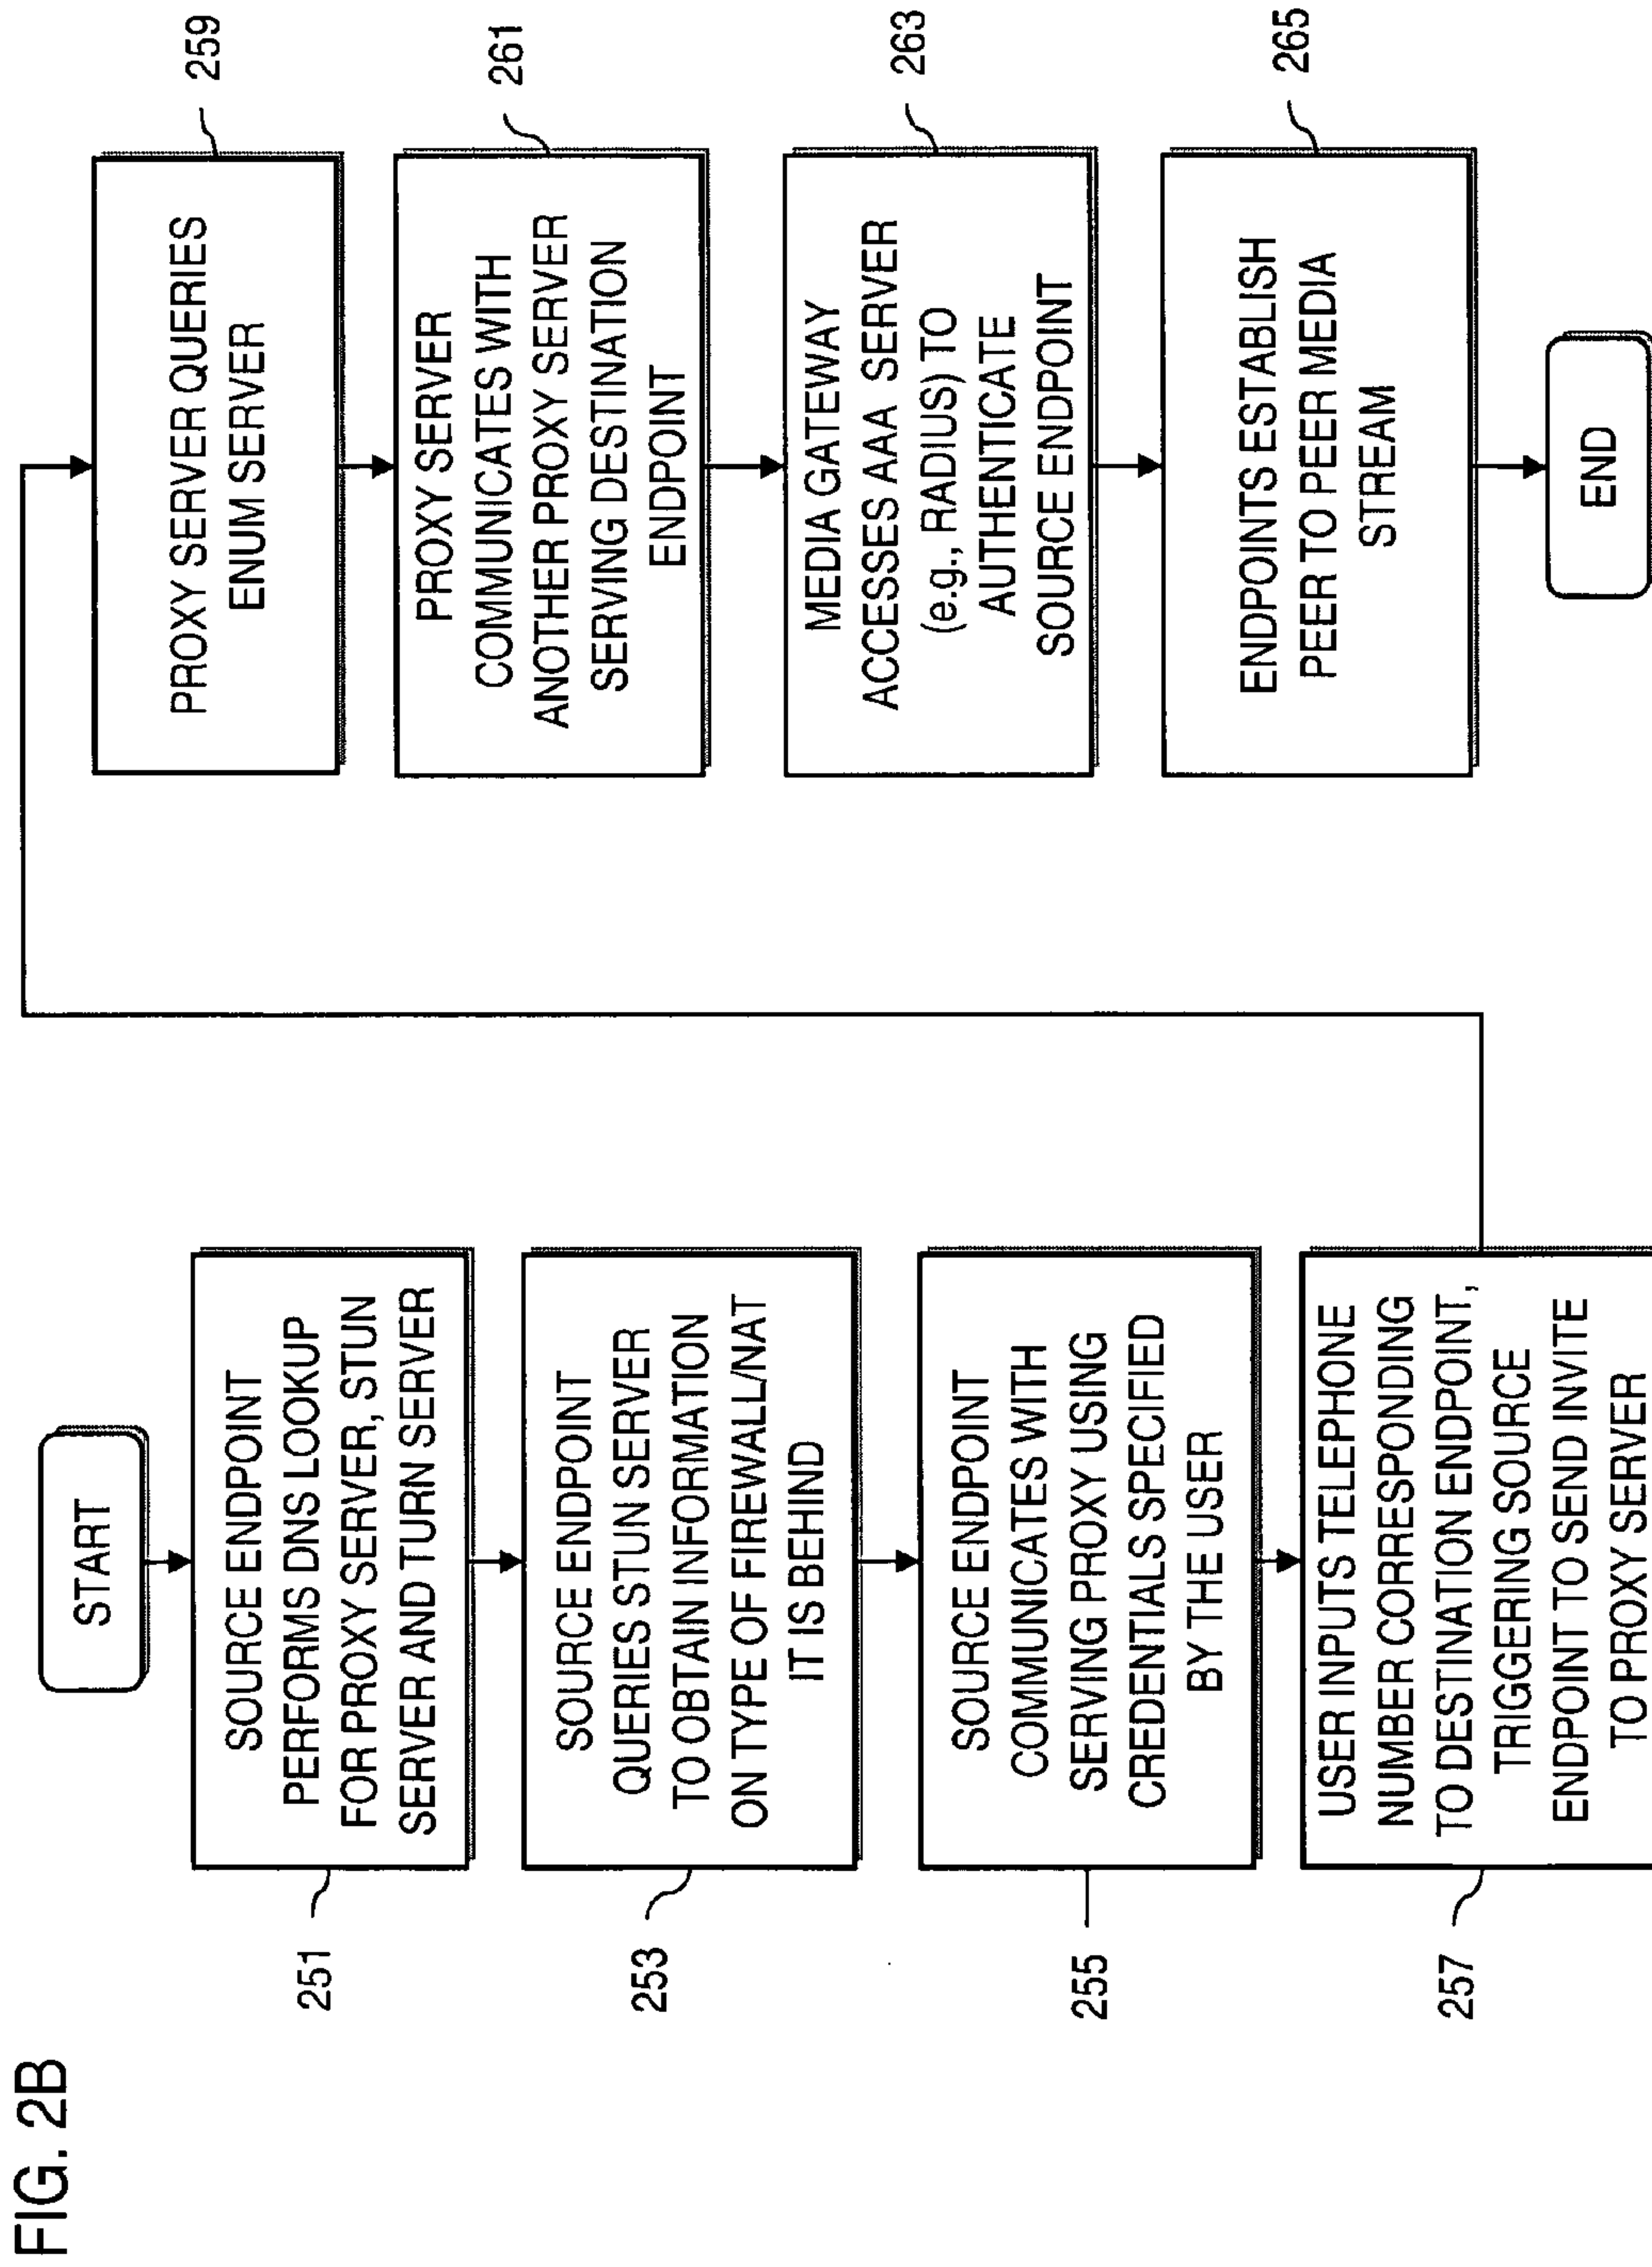 FIG. 2B
START
251
SOURCE ENDPOINT
PERFORMS DNS LOOKUP
FOR PROXY SERVER, STUN
SERVER AND TURN SERVER
253
SOURCE ENDPOINT
QUERIES STUN SERVER
TO OBTAIN INFORMATION
ON TYPE OF FIREWALL/NAT
IT IS BEHIND
255
SOURCE ENDPOINT
COMMUNICATES WITH
SERVING PROXY USING
CREDENTIALS SPECIFIED
BY THE USER
257
USER INPUTS TELEPHONE
NUMBER CORRESPONDING
TO DESTINATION ENDPOINT,
TRIGGERING SOURCE
ENDPOINT TO SEND INVITE
TO PROXY SERVER
259
PROXY SERVER QUERIES
ENUM SERVER
261
PROXY SERVER
COMMUNICATES WITH
ANOTHER PROXY SERVER
SERVING DESTINATION
ENDPOINT
263
MEDIA GATEWAY
ACCESSES AAA SERVER
(e.g., RADIUS) TO
AUTHENTICATE
SOURCE ENDPOINT
265
ENDPOINTS ESTABLISH
PEER TO PEER MEDIA
STREAM
END